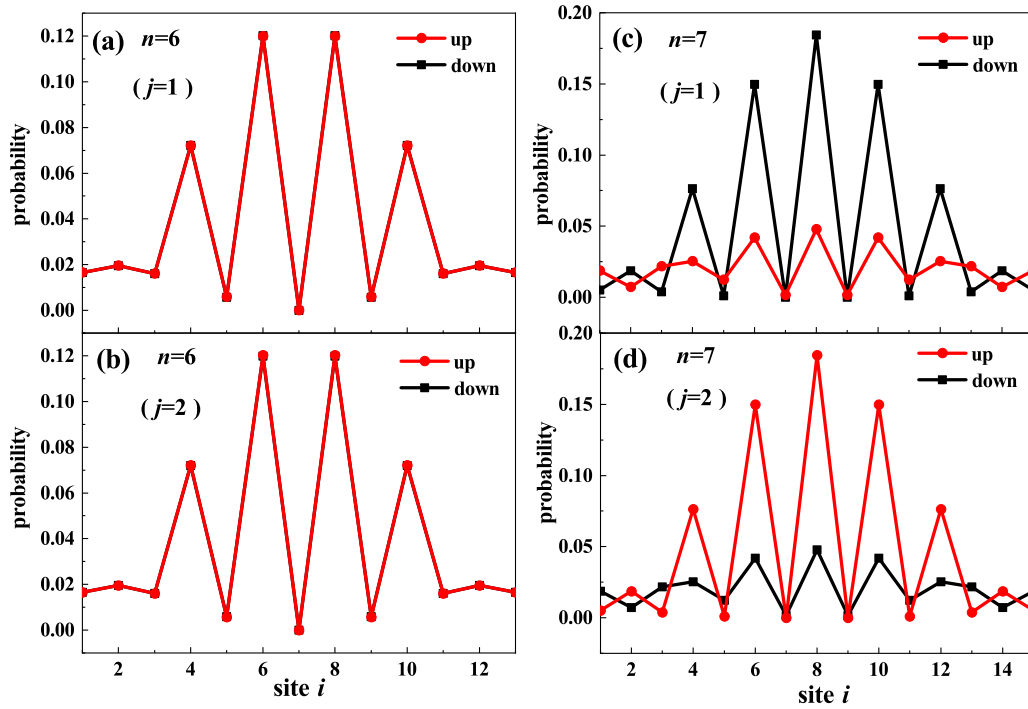 (a)
n=6
(j=1)
up
down
probability
0.12
0.10
0.08
0.06
0.04
0.02
0.00
(b)
n=6
(j=2)
up
down
probability
0.12
0.10
0.08
0.06
0.04
0.02
0.00
2 4 6 8 10 12
site i
(c)
n=7
(j=1)
up
down
probability
0.20
0.15
0.10
0.05
0.00
(d)
n=7
(j=2)
up
down
probability
0.20
0.15
0.10
0.05
0.00
2 4 6 8 10 12 14
site i